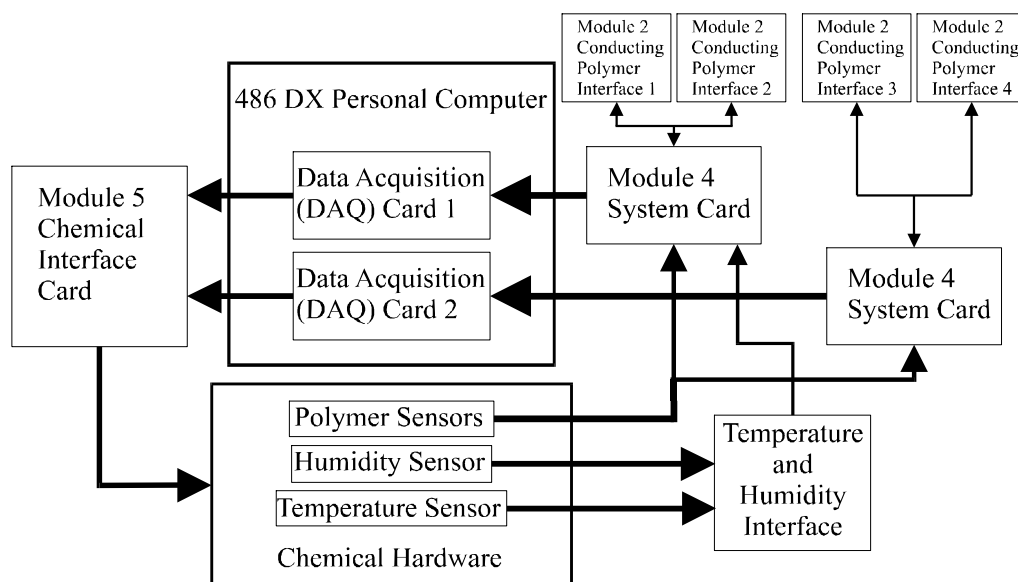 Module 2
Conducting
Polymer
Interface 1
Module 2
Conducting
Polymer
Interface 2
Module 2
Conducting
Polymer
Interface 3
Module 2
Conducting
Polymer
Interface 4
486 DX Personal Computer
Data Acquisition
(DAQ) Card 1
Module 4
System Card
Module 5
Chemical
Interface
Card
Data Acquisition
(DAQ) Card 2
Module 4
System Card
Polymer Sensors
Humidity Sensor
Temperature Sensor
Chemical Hardware
Temperature
and
Humidity
Interface